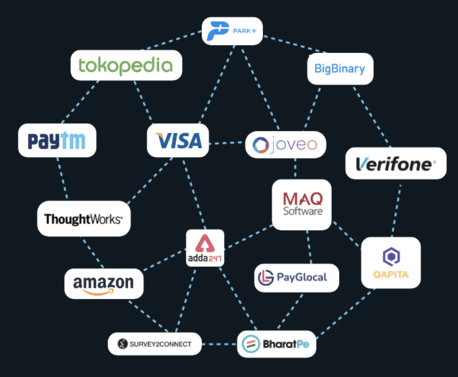 PARK+
tokopedia
BigBinary
paytm
VISA
joveo
Verifone®
MAQ
Software
ThoughtWorks®
adda247
QAPITA
PayGlocal
amazon
SURVEY2CONNECT
BharatPe